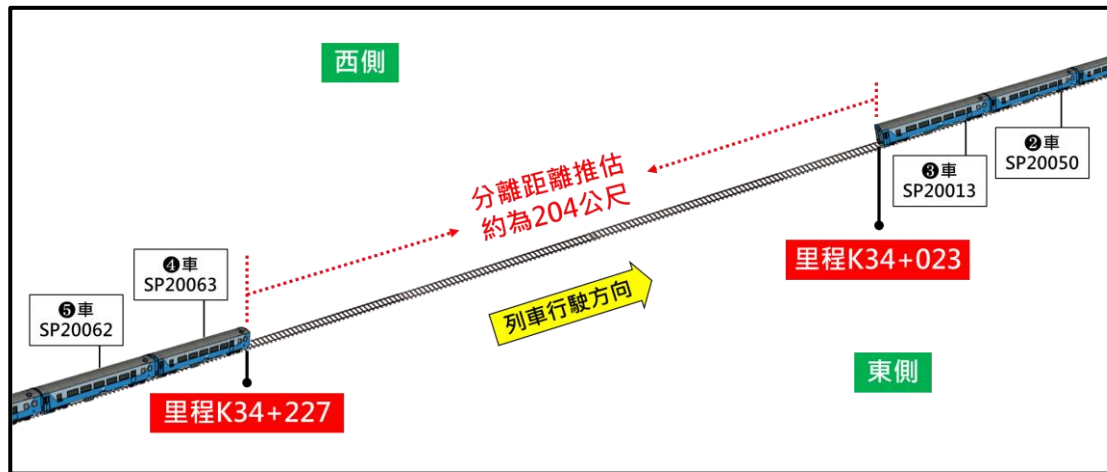 西側
❷車
SP20050
❸車
SP20013
分離距離推估
約為204公尺
里程K34+023
❹車
SP20063
❺車
SP20062
列車行駛方向
東側
里程K34+227